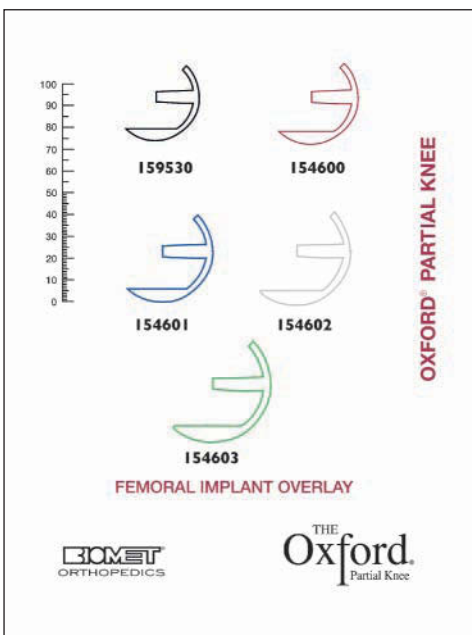 100
90
80
70
60
50
40
30
20
10
0
159530
154600
154601
154602
154603
OXFORD® PARTIAL KNEE
FEMORAL IMPLANT OVERLAY
BIOMET®
ORTHOPEDICS
THE
Oxford®
Partial Knee